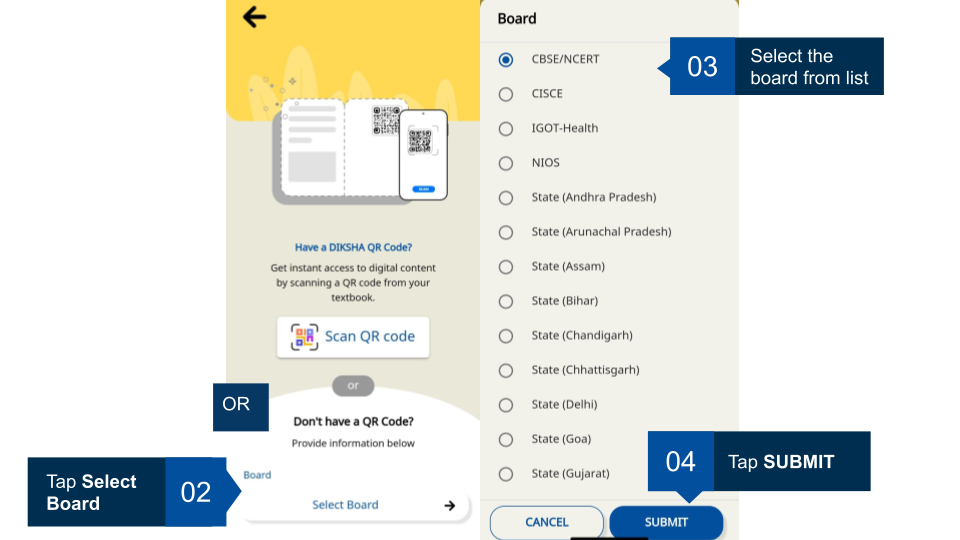 Have a DIKSHA QR Code?
Get instant access to digital content
by scanning a QR code from your
textbook.
Scan QR code
or
OR
Don't have a QR Code?
Provide information below
Tap Select
Board
02
Board
Select Board
Board
CBSE/NCERT
CISCE
IGOT-Health
NIOS
State (Andhra Pradesh)
State (Arunachal Pradesh)
State (Assam)
State (Bihar)
State (Chandigarh)
State (Chhattisgarh)
State (Delhi)
State (Goa)
State (Gujarat)
CANCEL
SUBMIT
03
Select the
board from list
04
Tap SUBMIT